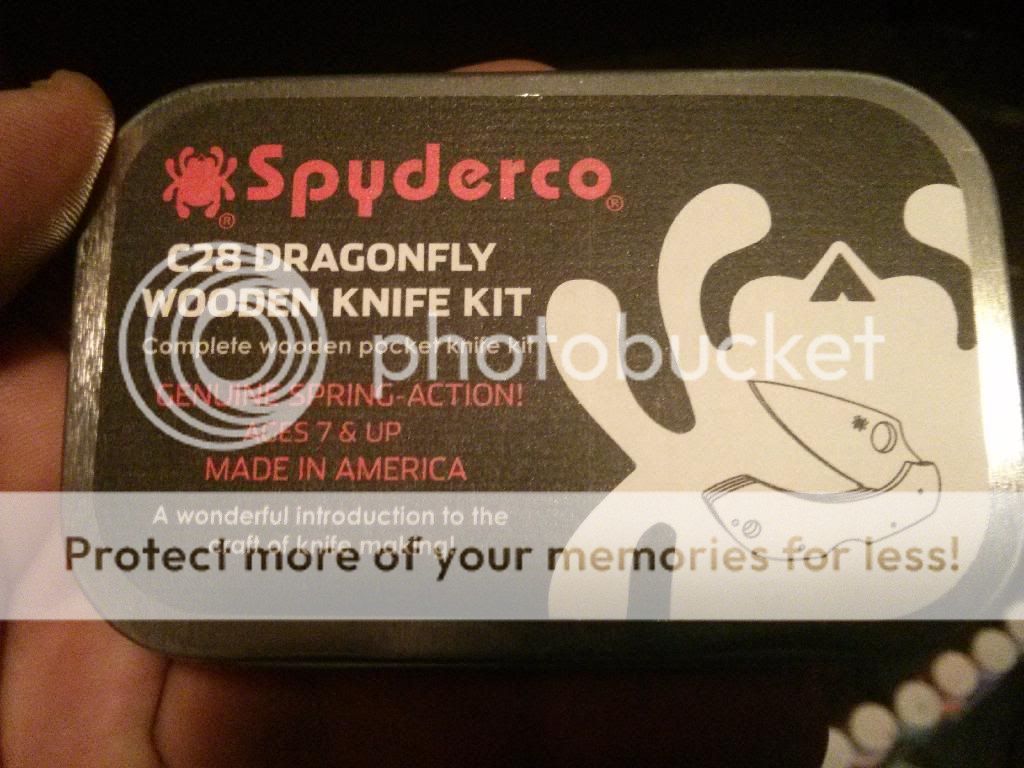 Spyderco®
®
C28 DRAGONFLY
WOODEN KNIFE KIT
Complete wooden pocket knife kit
photobucket
GENUINE SPRING-ACTION!
AGES 7 & UP
MADE IN AMERICA
A wonderful introduction to the
craft of knife making!
Protect more of your memories for less!